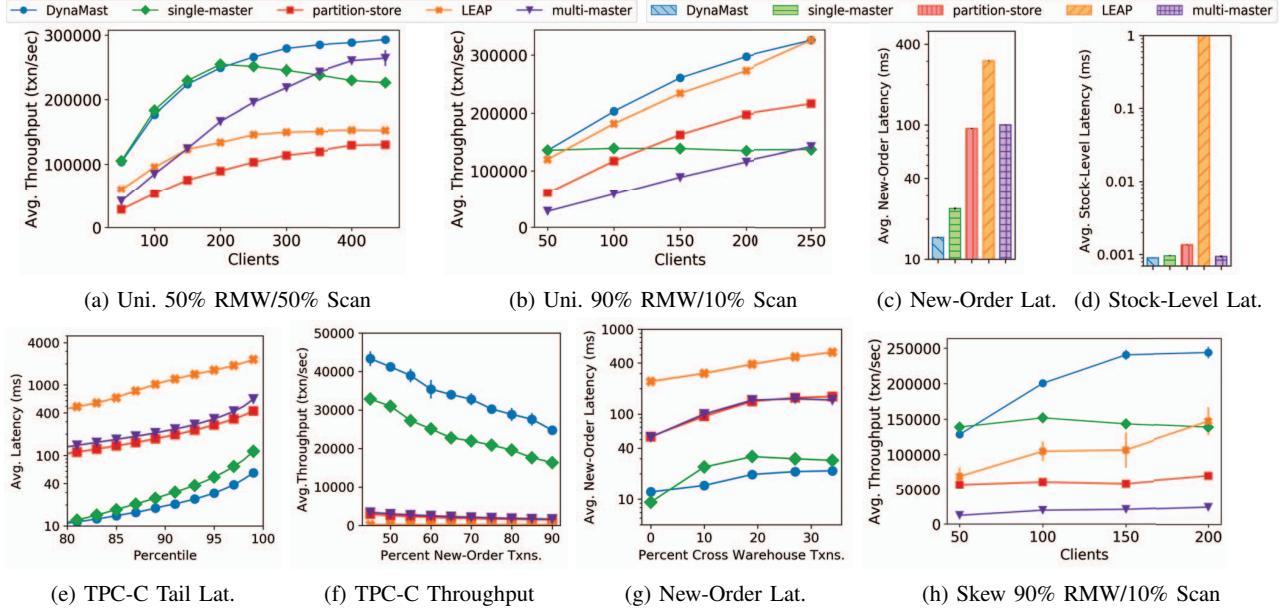 DynaMast single-master partition-store LEAP multi-master
DynaMast single-master partition-store LEAP multi-master
Avg. Throughput (txn/sec)
300000
200000
100000
0
100 200 300 400
Clients
(a) Uni. 50% RMW/50% Scan
Avg. Throughput (txn/sec)
300000
200000
100000
0
50 100 150 200 250
Clients
(b) Uni. 90% RMW/10% Scan
Avg. New-Order Latency (ms)
400
100
40
10
(c) New-Order Lat.
Avg. Stock-Level Latency (ms)
1
0.1
0.01
0.001
(d) Stock-Level Lat.
Avg. Latency (ms)
4000
1000
400
100
40
10
80 85 90 95 100
Percentile
(e) TPC-C Tail Lat.
Avg.Throughput (txn/sec)
50000
40000
30000
20000
10000
0
50 60 70 80 90
Percent New-Order Txns.
(f) TPC-C Throughput
Avg. New-Order Latency (ms)
1000
400
100
40
10
0 10 20 30
Percent Cross Warehouse Txns.
(g) New-Order Lat.
Avg. Throughput (txn/sec)
250000
200000
150000
100000
50000
0
50 100 150 200
Clients
(h) Skew 90% RMW/10% Scan